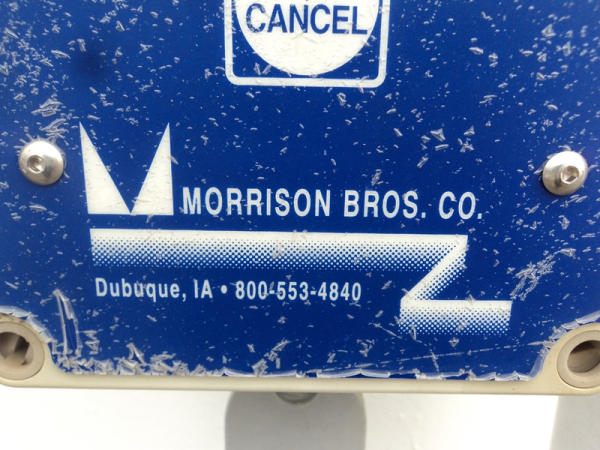 CANCEL
MORRISON BROS. CO.
Dubuque, IA • 800-553-4840